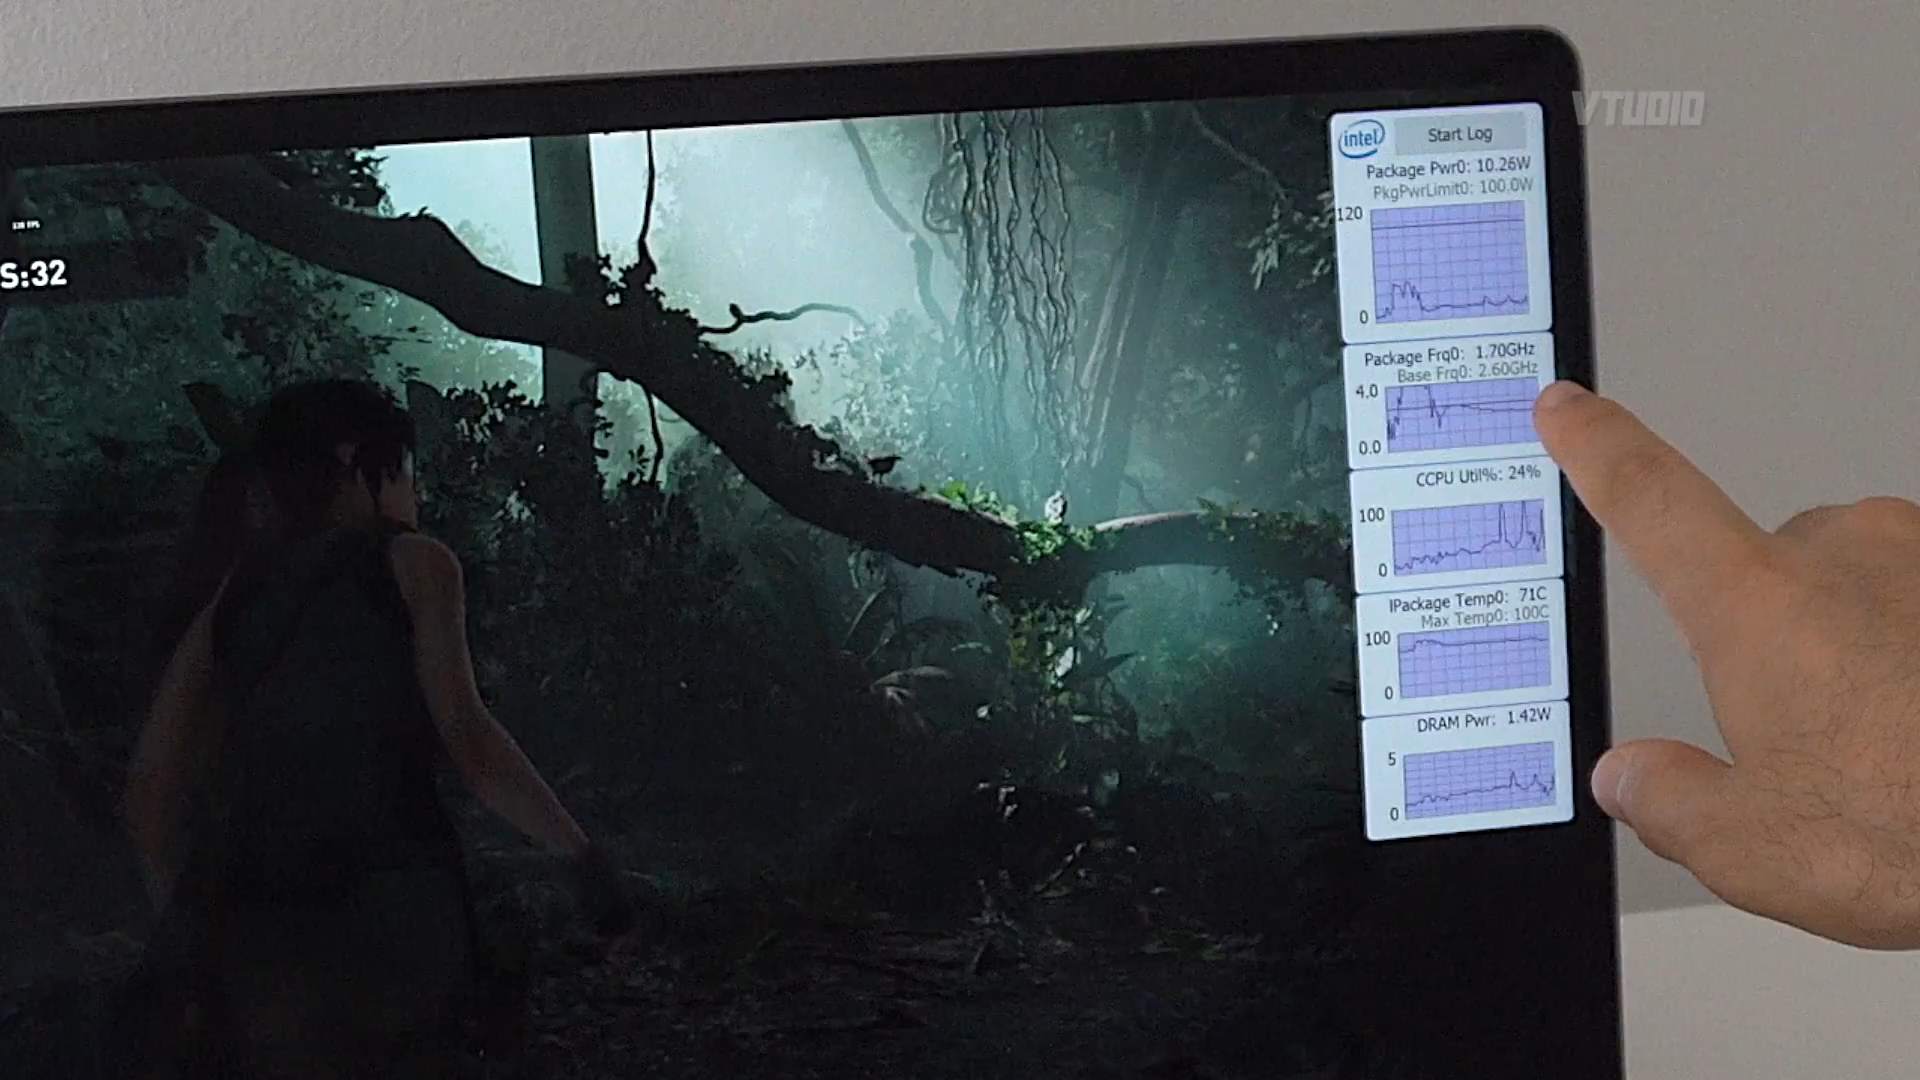 VTUDIO
intel
Start Log
Package Pwr0: 10.26W
PkgPwrLimit0: 100.0W
120
0
S:32
Package Frq0: 1.70GHz
Base Frq0: 2.60GHz
4.0
0.0
CCPU Util%: 24%
100
0
IPackage Temp0: 71C
Max Temp0: 100C
100
0
DRAM Pwr: 1.42W
5
0